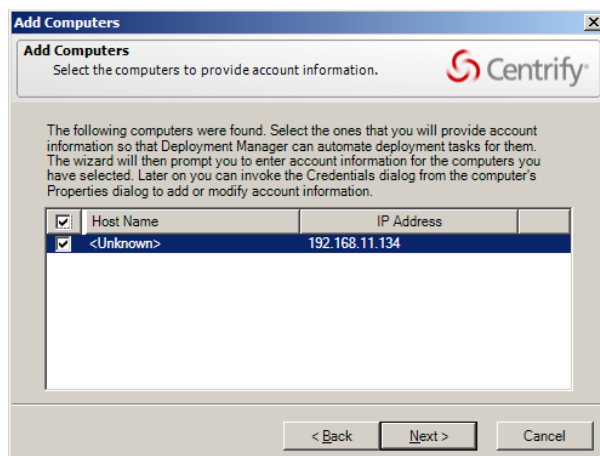 Add Computers
Add Computers
Select the computers to provide account information.
Centrify
The following computers were found. Select the ones that you will provide account
information so that Deployment Manager can automate deployment tasks for them.
The wizard will then prompt you to enter account information for the computers you
have selected. Later on you can invoke the Credentials dialog from the computer's
Properties dialog to add or modify account information.
Host Name IP Address
<Unknown> 192.168.11.134
< Back Next > Cancel